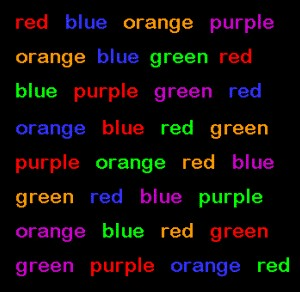 red blue orange purple
orange blue green red
blue purple green red
orange blue red green
purple orange red blue
green red blue purple
orange blue red green
green purple orange red